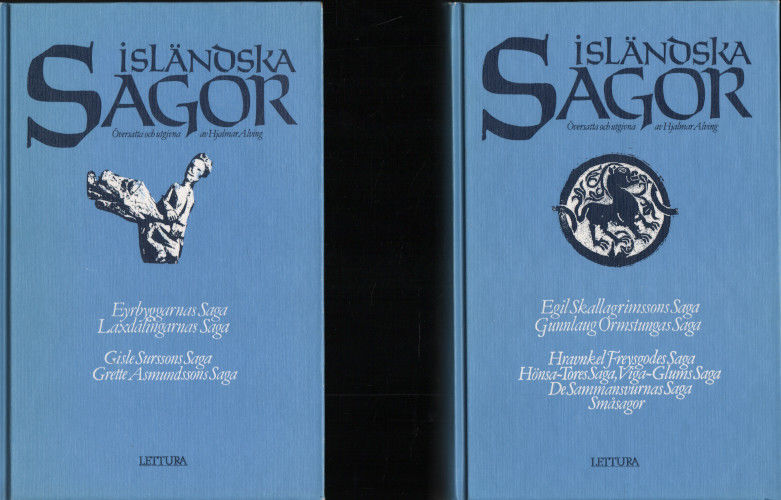 ISLÄNDSKA
SAGOR
Översatta och utgivna av Hjalmar Alving
Eyrbyggarnas Saga
Laxdalingarnas Saga
Gisle Surssons Saga
Grette Asmundssons Saga
LETTURA
ISLÄNDSKA
SAGOR
Översatta och utgivna av Hjalmar Alving
Egil Skallagrimssons Saga
Gunnlaug Ormstungas Saga
Hravnkel Freysgodes Saga
Hönsa-Tores Saga, Viga-Glums Saga
De Sammansvurnas Saga
Småsagor
LETTURA